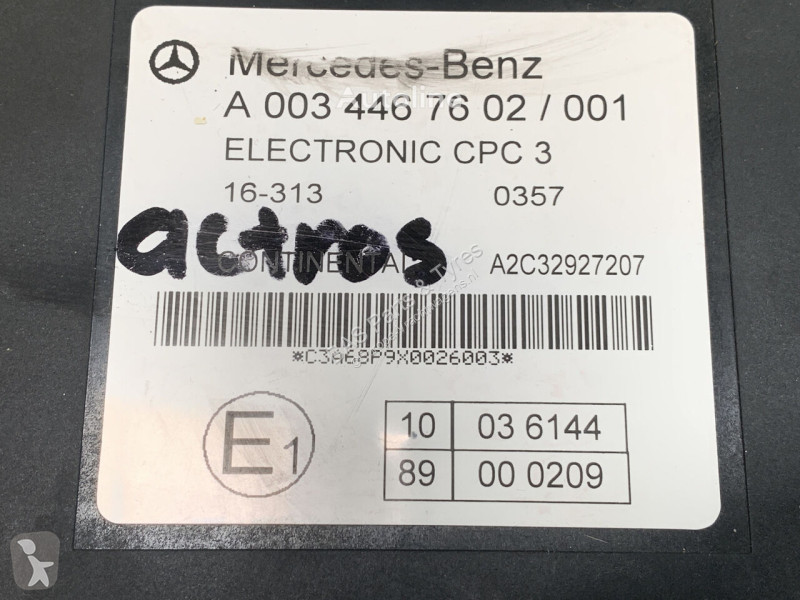 Mercedes-Benz
Autoline
A 003 446 76 02 / 001
ELECTRONIC CPC 3
16-313 0357
actros
CONTINENTAL A2C32927207
*C3A68P9X0026003*
E1
10 03 6144
89 00 0209